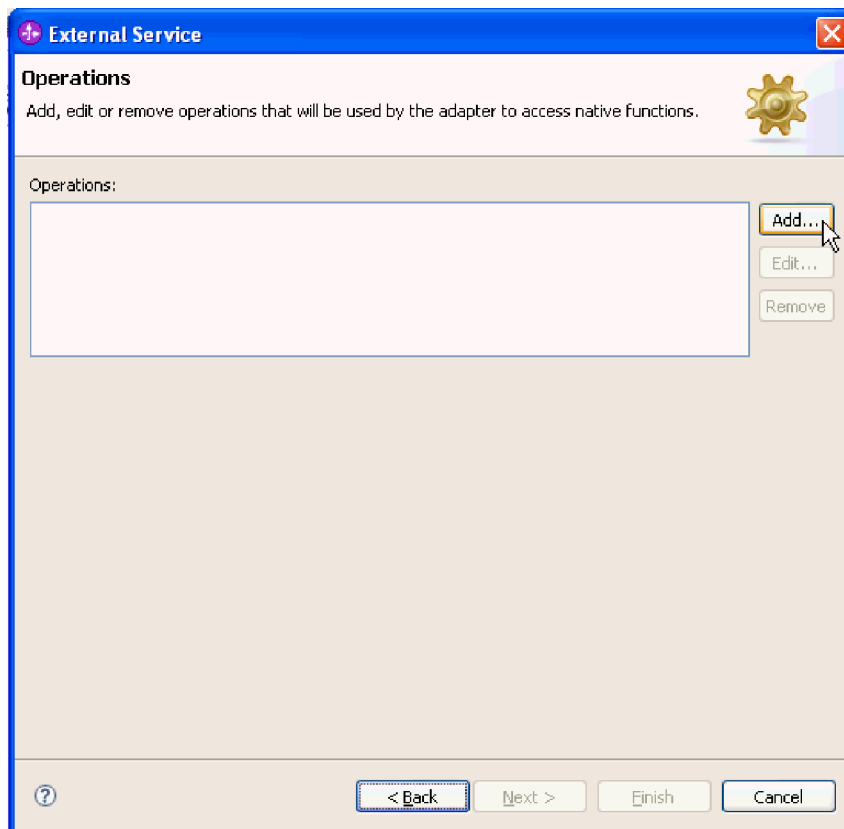 External Service
Operations
Add, edit or remove operations that will be used by the adapter to access native functions.
Operations:
Add...
Edit...
Remove
< Back
Next >
Finish
Cancel